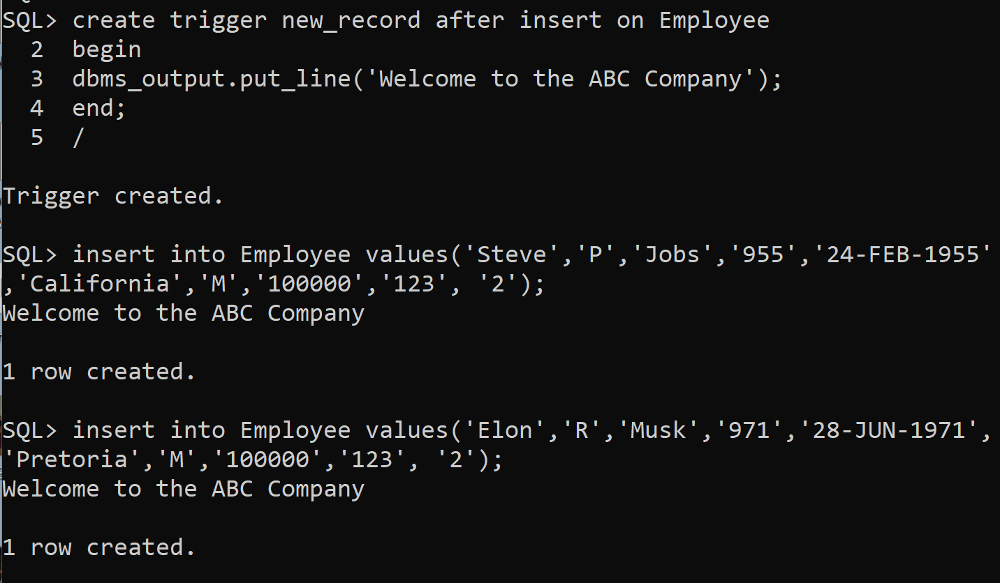 SQL> create trigger new_record after insert on Employee
2 begin
3 dbms_output.put_line('Welcome to the ABC Company');
4 end;
5 /
Trigger created.
SQL> insert into Employee values('Steve','P','Jobs','955','24-FEB-1955'
,'California','M','100000','123', '2');
Welcome to the ABC Company
1 row created.
SQL> insert into Employee values('Elon','R','Musk','971','28-JUN-1971',
'Pretoria','M','100000','123', '2');
Welcome to the ABC Company
1 row created.